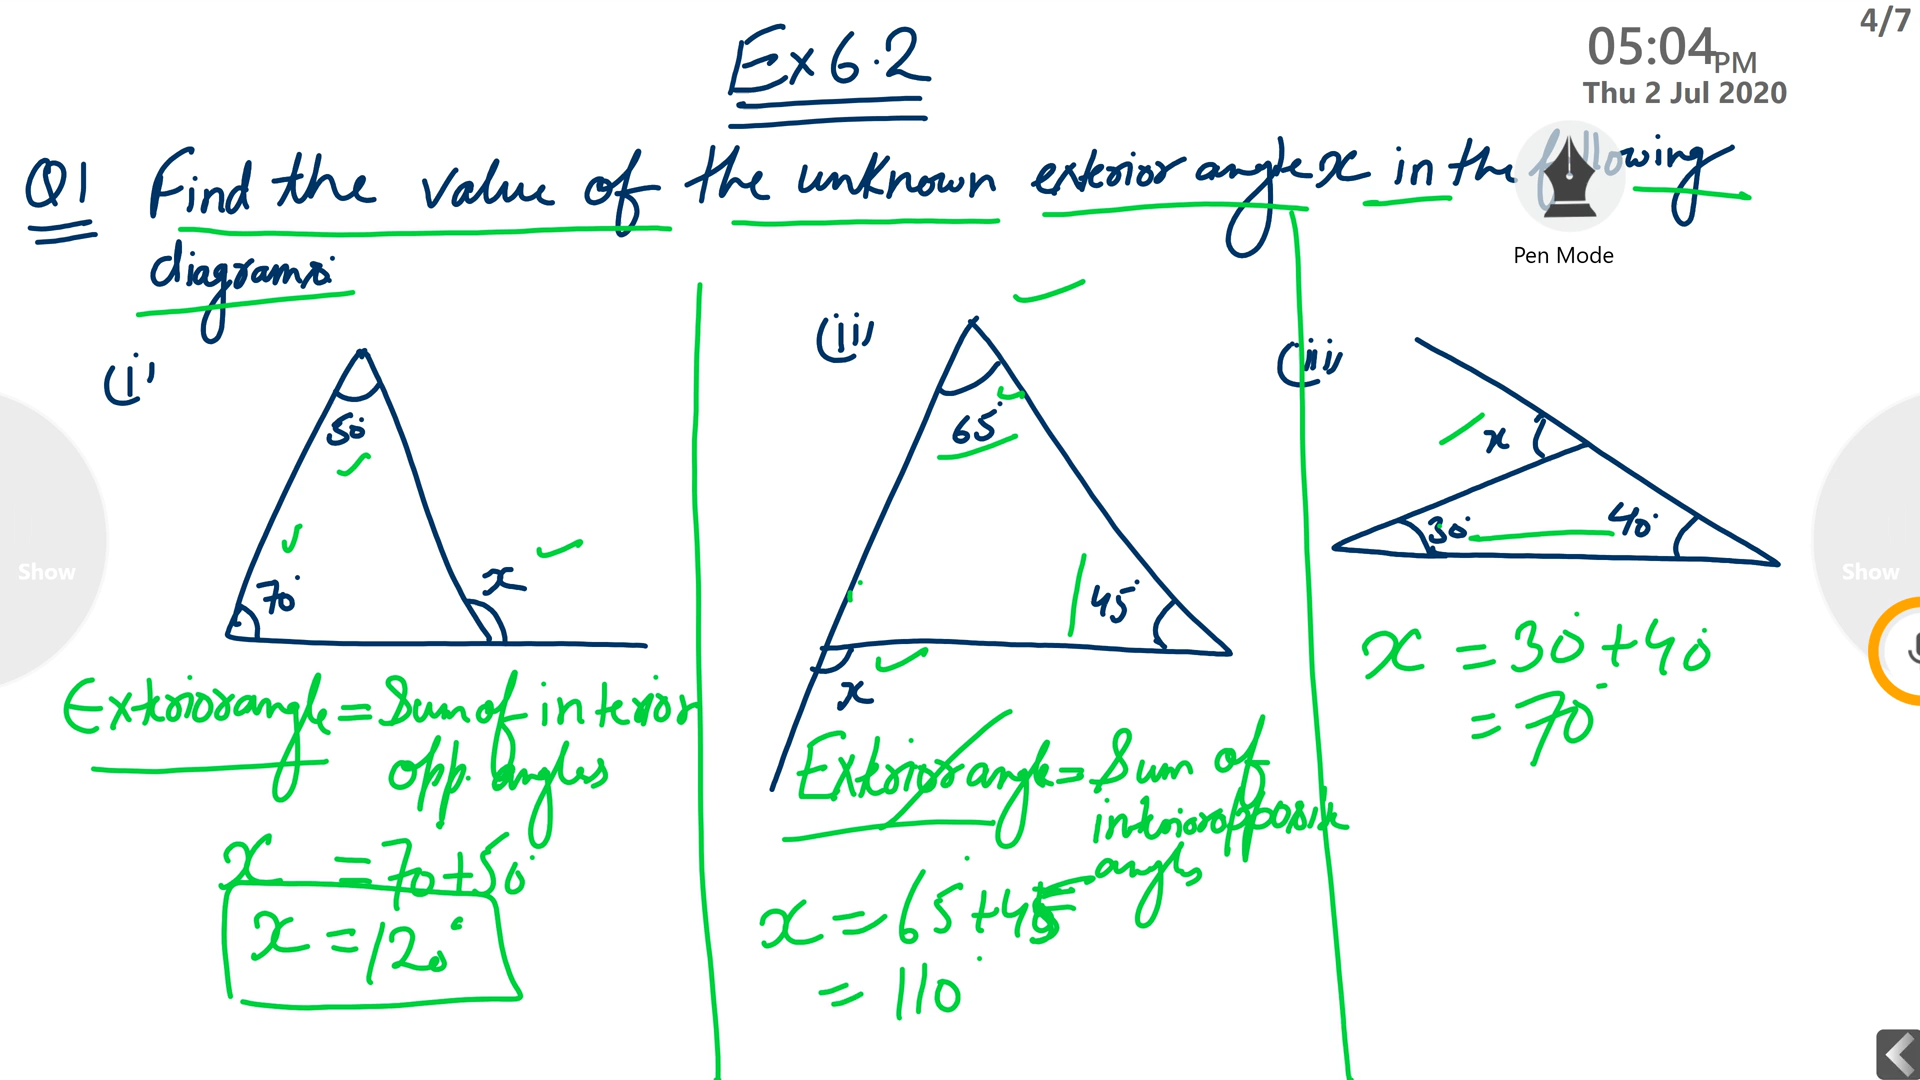 4/7
05:04 PM
Thu 2 Jul 2020
Ex 6.2
Q1 Find the value of the unknown exterior angle x in the following
Pen Mode
diagrams:
(i)
50°
70°
x
Exterior angle = Sum of interior
opp. angles
x = 70+50°
x = 120°
(ii)
65°
45°
x
Exterior angle = Sum of
interior opposite
angles
x = 65+45
= 110°
(iii)
x
30°
40°
x = 30°+40°
= 70°
Show
Show